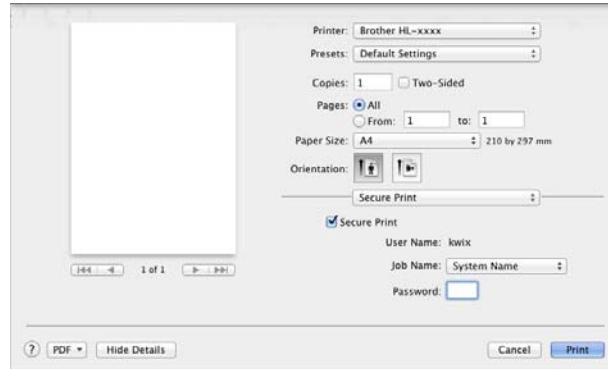 Printer: Brother HL-xxxx
Presets: Default Settings
Copies: 1 Two-Sided
Pages: All
From: 1 to: 1
Paper Size: A4 210 by 297 mm
Orientation:
Secure Print
Secure Print
User Name: kwix
Job Name: System Name
Password:
1 of 1
? PDF Hide Details Cancel Print